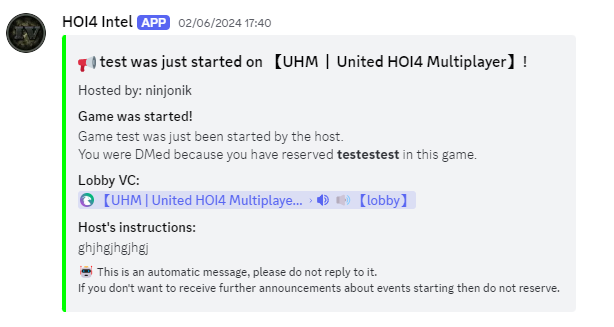 HOI4 Intel APP 02/06/2024 17:40
📢 test was just started on 【UHM | United HOI4 Multiplayer】!
Hosted by: ninjonik
Game was started!
Game test was just been started by the host.
You were DMed because you have reserved testestest in this game.
Lobby VC:
【UHM | United HOI4 Multiplaye... › 🔊 🔊 【lobby】
Host's instructions:
ghjhgjhgjhgj
🤖 This is an automatic message, please do not reply to it.
If you don't want to receive further announcements about events starting then do not reserve.